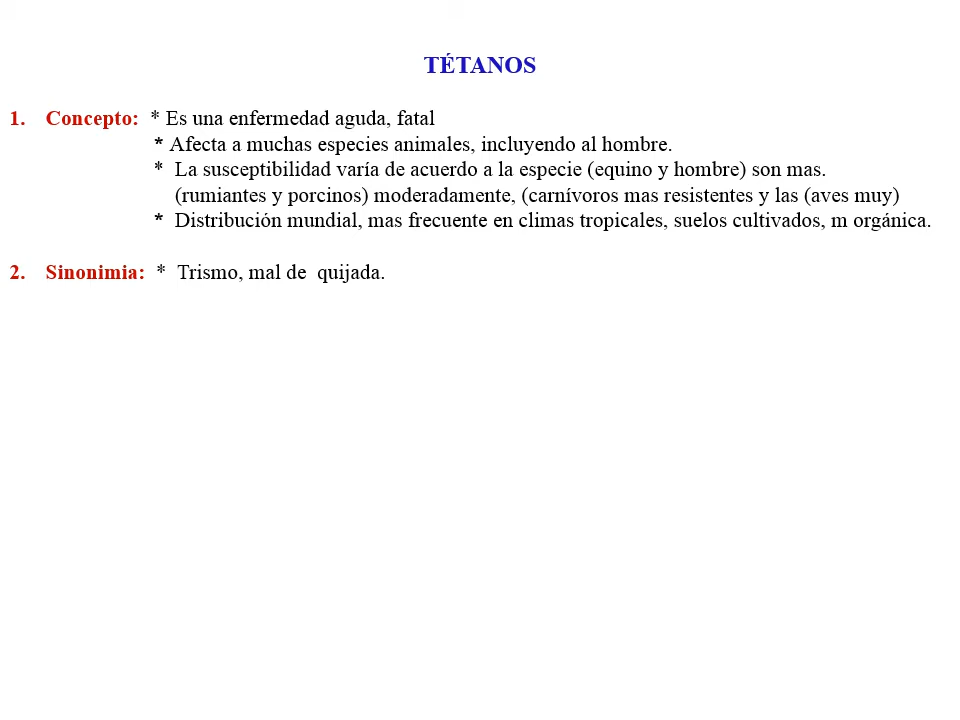 TÉTANOS
1. Concepto: * Es una enfermedad aguda, fatal
* Afecta a muchas especies animales, incluyendo al hombre.
* La susceptibilidad varía de acuerdo a la especie (equino y hombre) son mas.
(rumiantes y porcinos) moderadamente, (carnívoros mas resistentes y las (aves muy)
* Distribución mundial, mas frecuente en climas tropicales, suelos cultivados, m orgánica.
2. Sinonimia: * Trismo, mal de quijada.